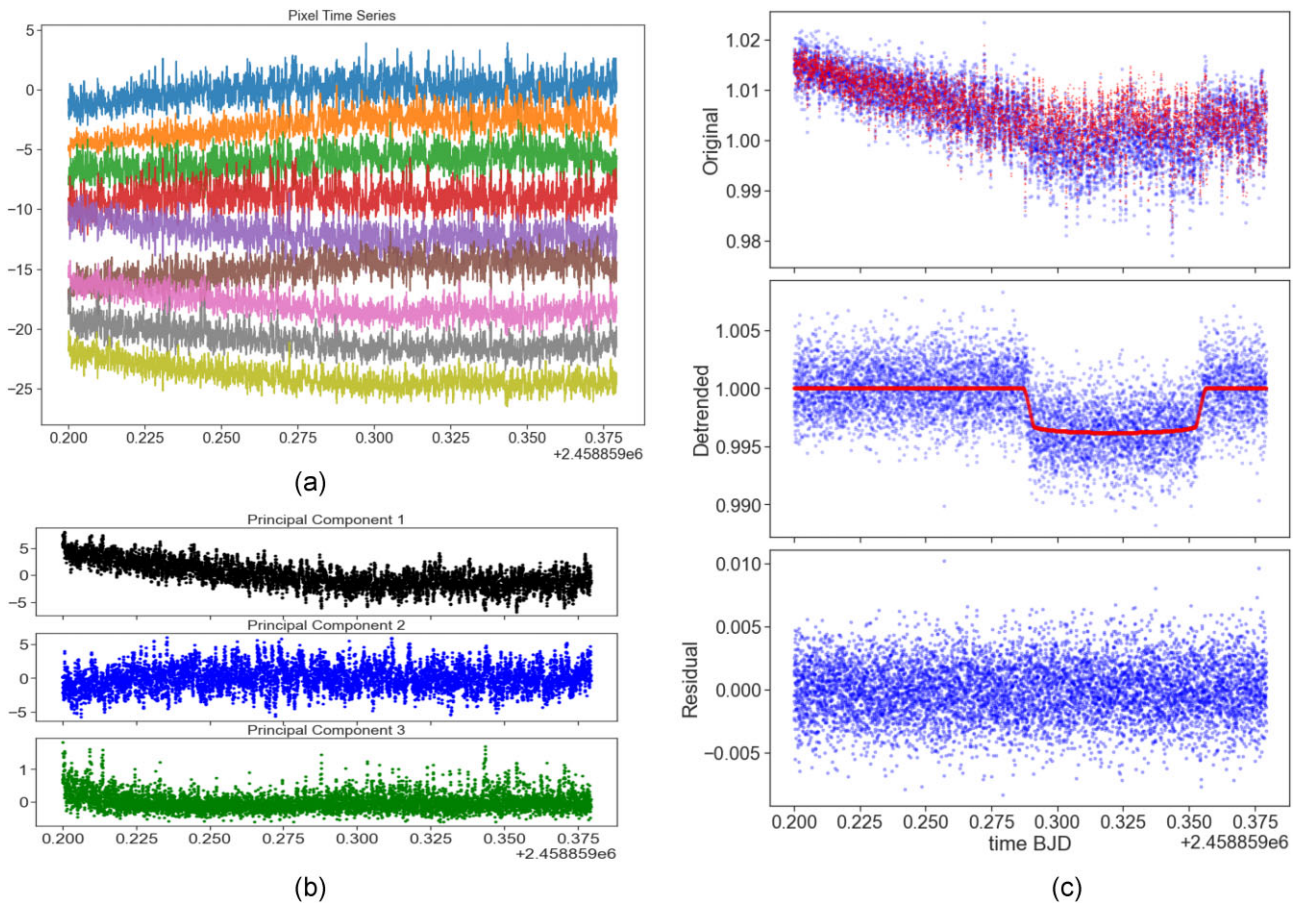 Pixel Time Series
5
0
−5
−10
−15
−20
−25
0.200 0.225 0.250 0.275 0.300 0.325 0.350 0.375
+2.458859e6
(a)
Principal Component 1
5
0
−5
Principal Component 2
5
0
−5
Principal Component 3
1
0
0.200 0.225 0.250 0.275 0.300 0.325 0.350 0.375
+2.458859e6
(b)
1.02
1.01
1.00
0.99
0.98
Original
1.005
1.000
0.995
0.990
Detrended
0.010
0.005
0.000
−0.005
Residual
0.200 0.225 0.250 0.275 0.300 0.325 0.350 0.375
time BJD +2.458859e6
(c)